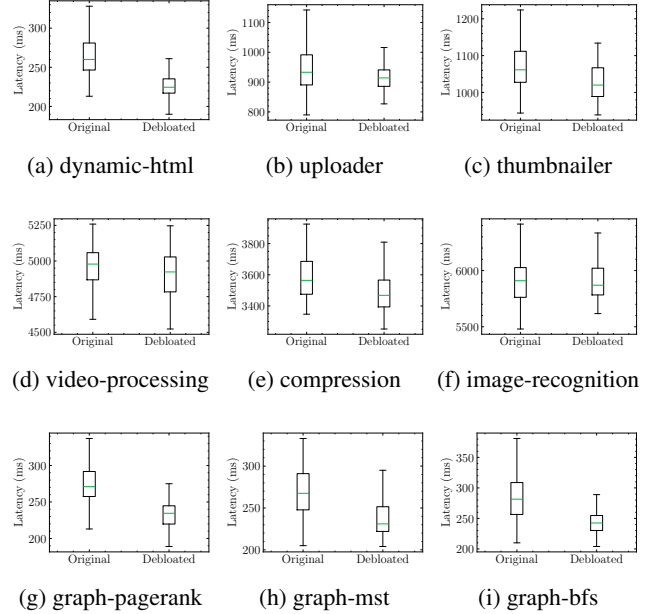 Latency (ms)
300
250
200
Original Debloated
(a) dynamic-html
Latency (ms)
1100
1000
900
800
Original Debloated
(b) uploader
Latency (ms)
1200
1100
1000
Original Debloated
(c) thumbnailer
Latency (ms)
5250
5000
4750
4500
Original Debloated
(d) video-processing
Latency (ms)
3800
3600
3400
Original Debloated
(e) compression
Latency (ms)
6000
5500
Original Debloated
(f) image-recognition
Latency (ms)
300
250
200
Original Debloated
(g) graph-pagerank
Latency (ms)
300
250
200
Original Debloated
(h) graph-mst
Latency (ms)
350
300
250
200
Original Debloated
(i) graph-bfs